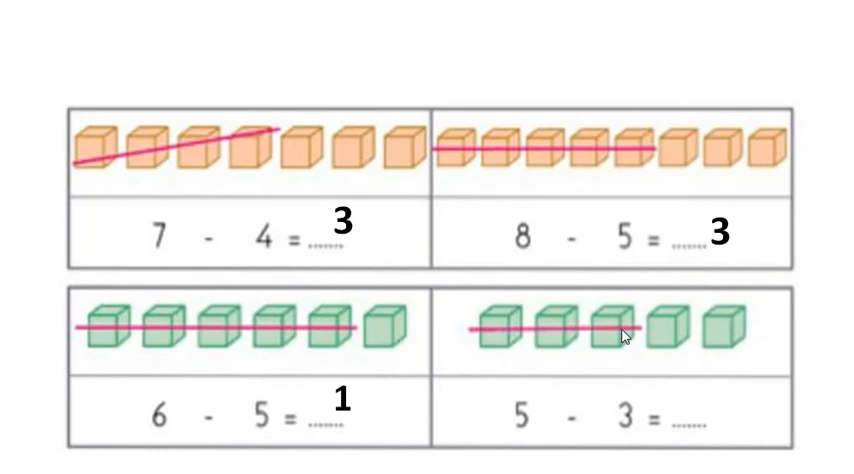 7 - 4 = ....... 3
8 - 5 = ....... 3
6 - 5 = ....... 1
5 - 3 = .......